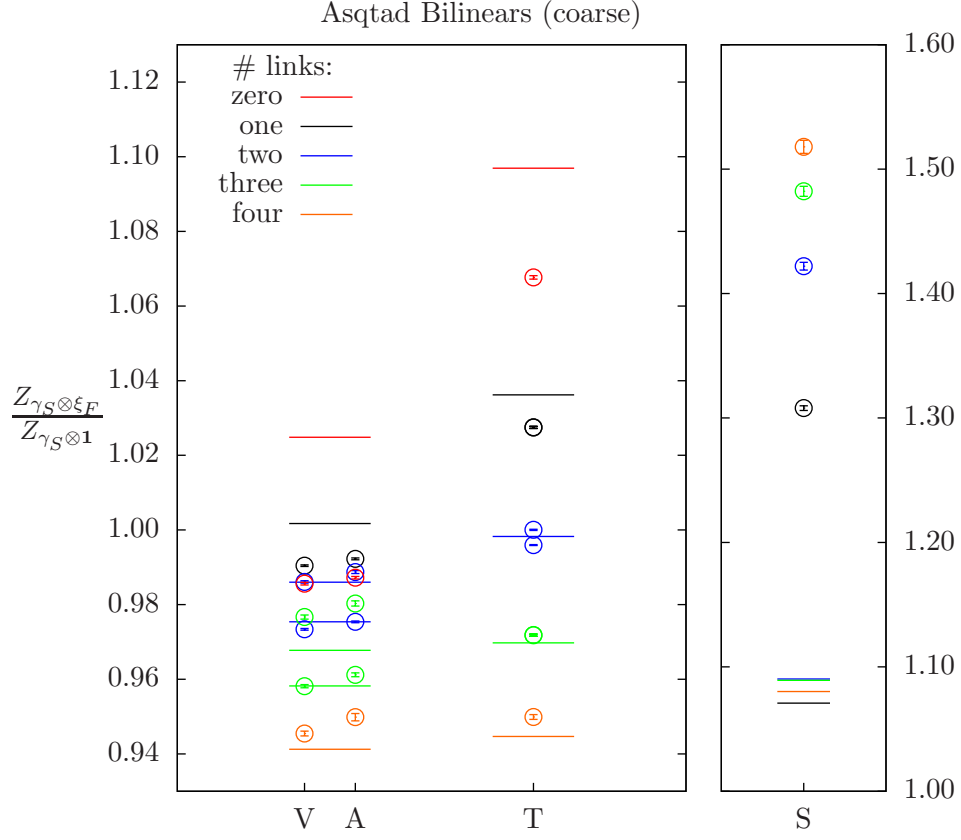 Asqtad Bilinears (coarse)
# links:
zero
one
two
three
four
1.12
1.10
1.08
1.06
1.04
1.02
1.00
0.98
0.96
0.94
Z_{γ_S⊗ξ_F}
Z_{γ_S⊗1}
V A T S
1.60
1.50
1.40
1.30
1.20
1.10
1.00